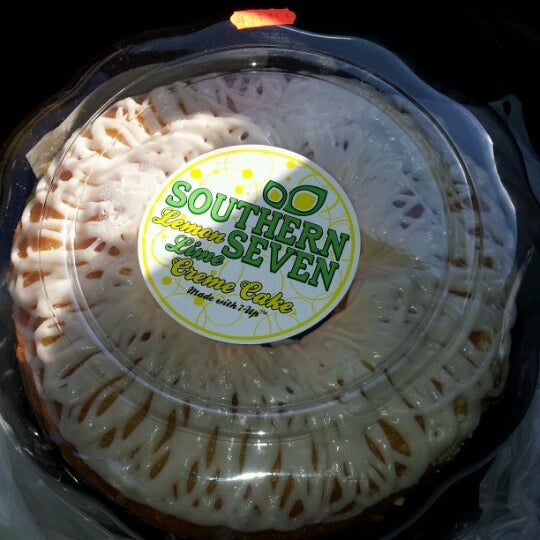 SOUTHERN
Lemon SEVEN
Lime
Creme Cake
Made with 7-Up™